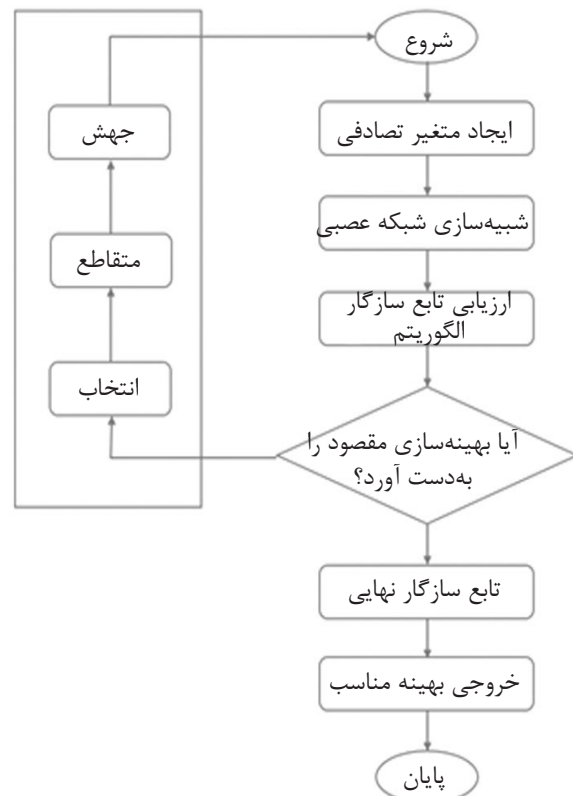 شروع
ایجاد متغیر تصادفی
شبیه‌سازی شبکه عصبی
ارزیابی تابع سازگار
الگوریتم
آیا بهینه‌سازی مقصود را
به‌دست آورد؟
انتخاب
متقاطع
جهش
تابع سازگار نهایی
خروجی بهینه مناسب
پایان